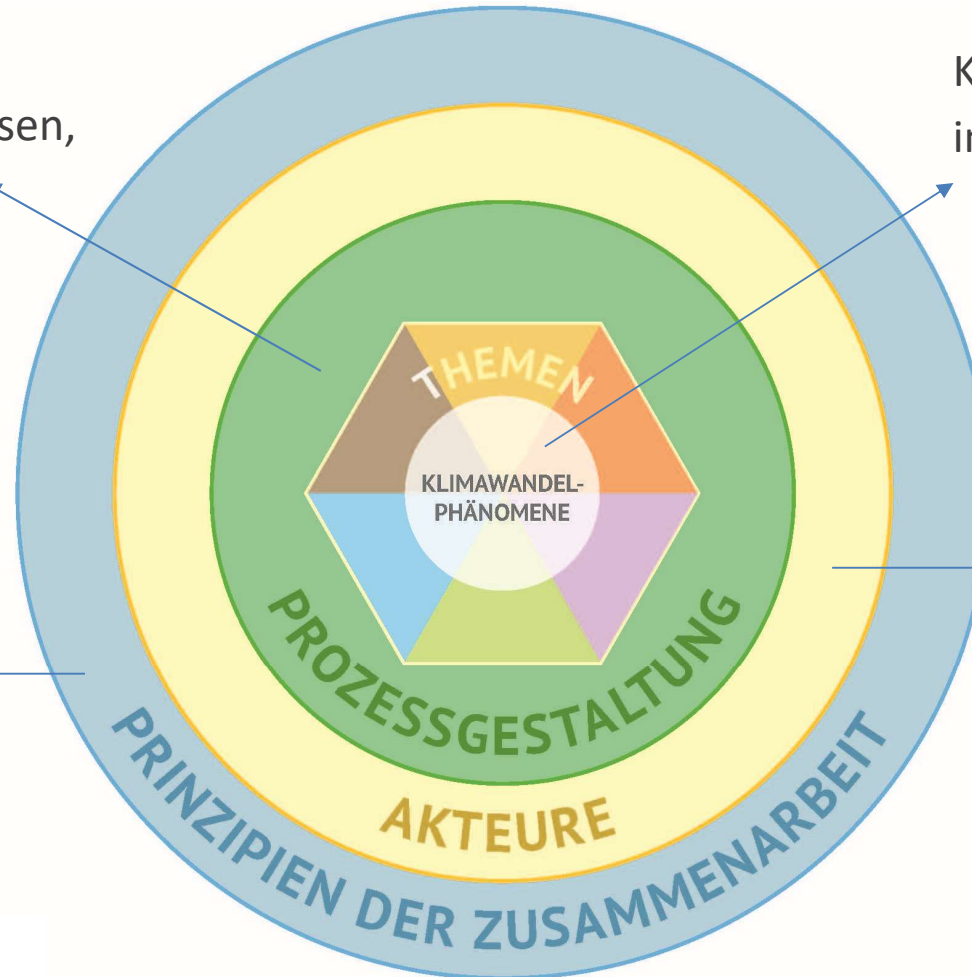 sen,
K
in
THEMEN
KLIMAWANDEL-
PHÄNOMENE
PROZESSGESTALTUNG
AKTEURE
PRINZIPIEN DER ZUSAMMENARBEIT